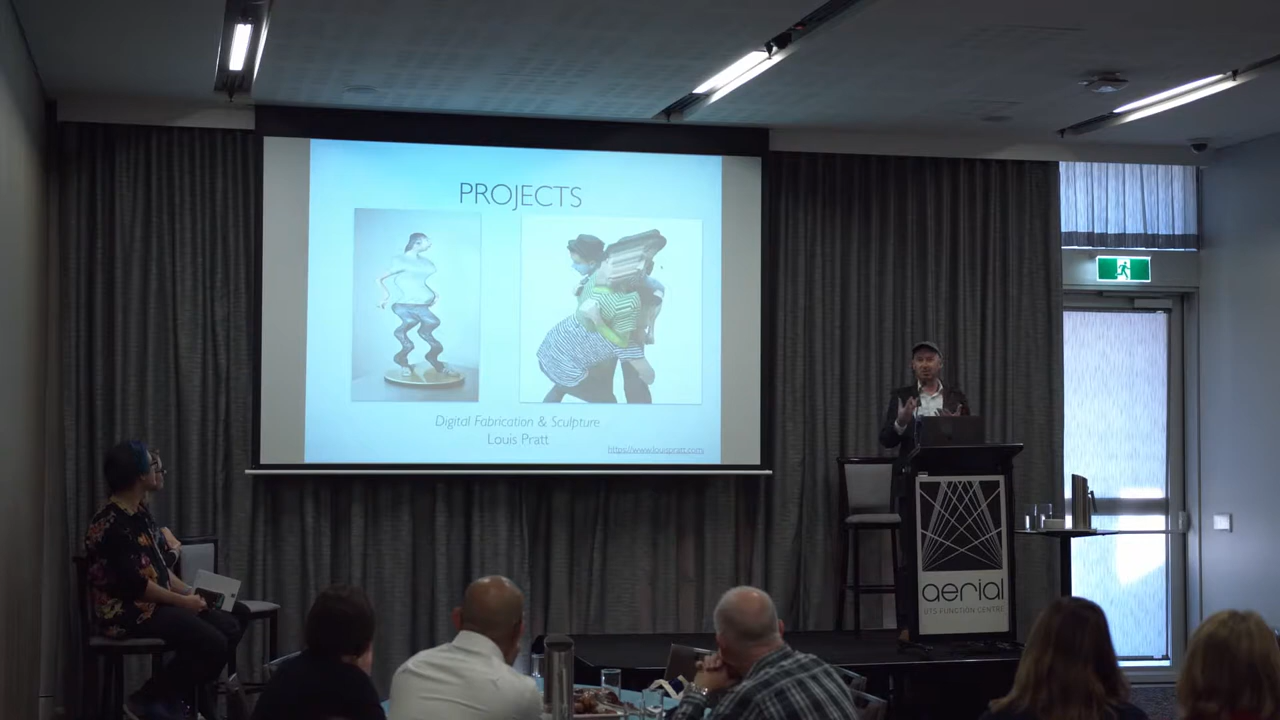 PROJECTS
Digital Fabrication & Sculpture
Louis Pratt
https://www.louispratt.com/
aerial
UTS FUNCTION CENTRE